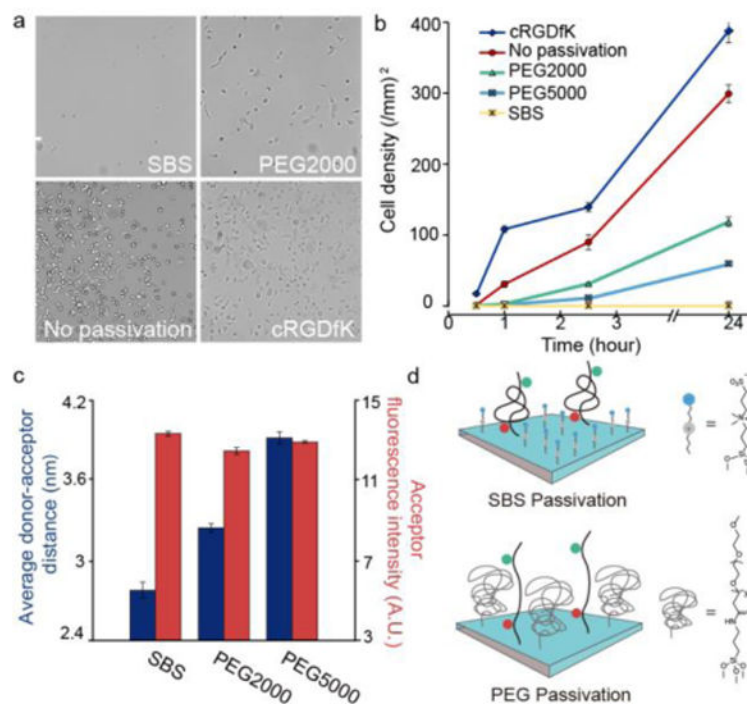 a
SBS
PEG2000
No passivation
cRGDfK
b
Cell density (/mm)²
400
300
200
100
0
cRGDfK
No passivation
PEG2000
PEG5000
SBS
0
1
3
24
Time (hour)
c
Average donor-acceptor
distance (nm)
4.2
3.6
3
2.4
15
11
7
3
Acceptor
fluorescence intensity (A.U.)
SBS
PEG2000
PEG5000
d
=
SBS Passivation
=
HN
PEG Passivation